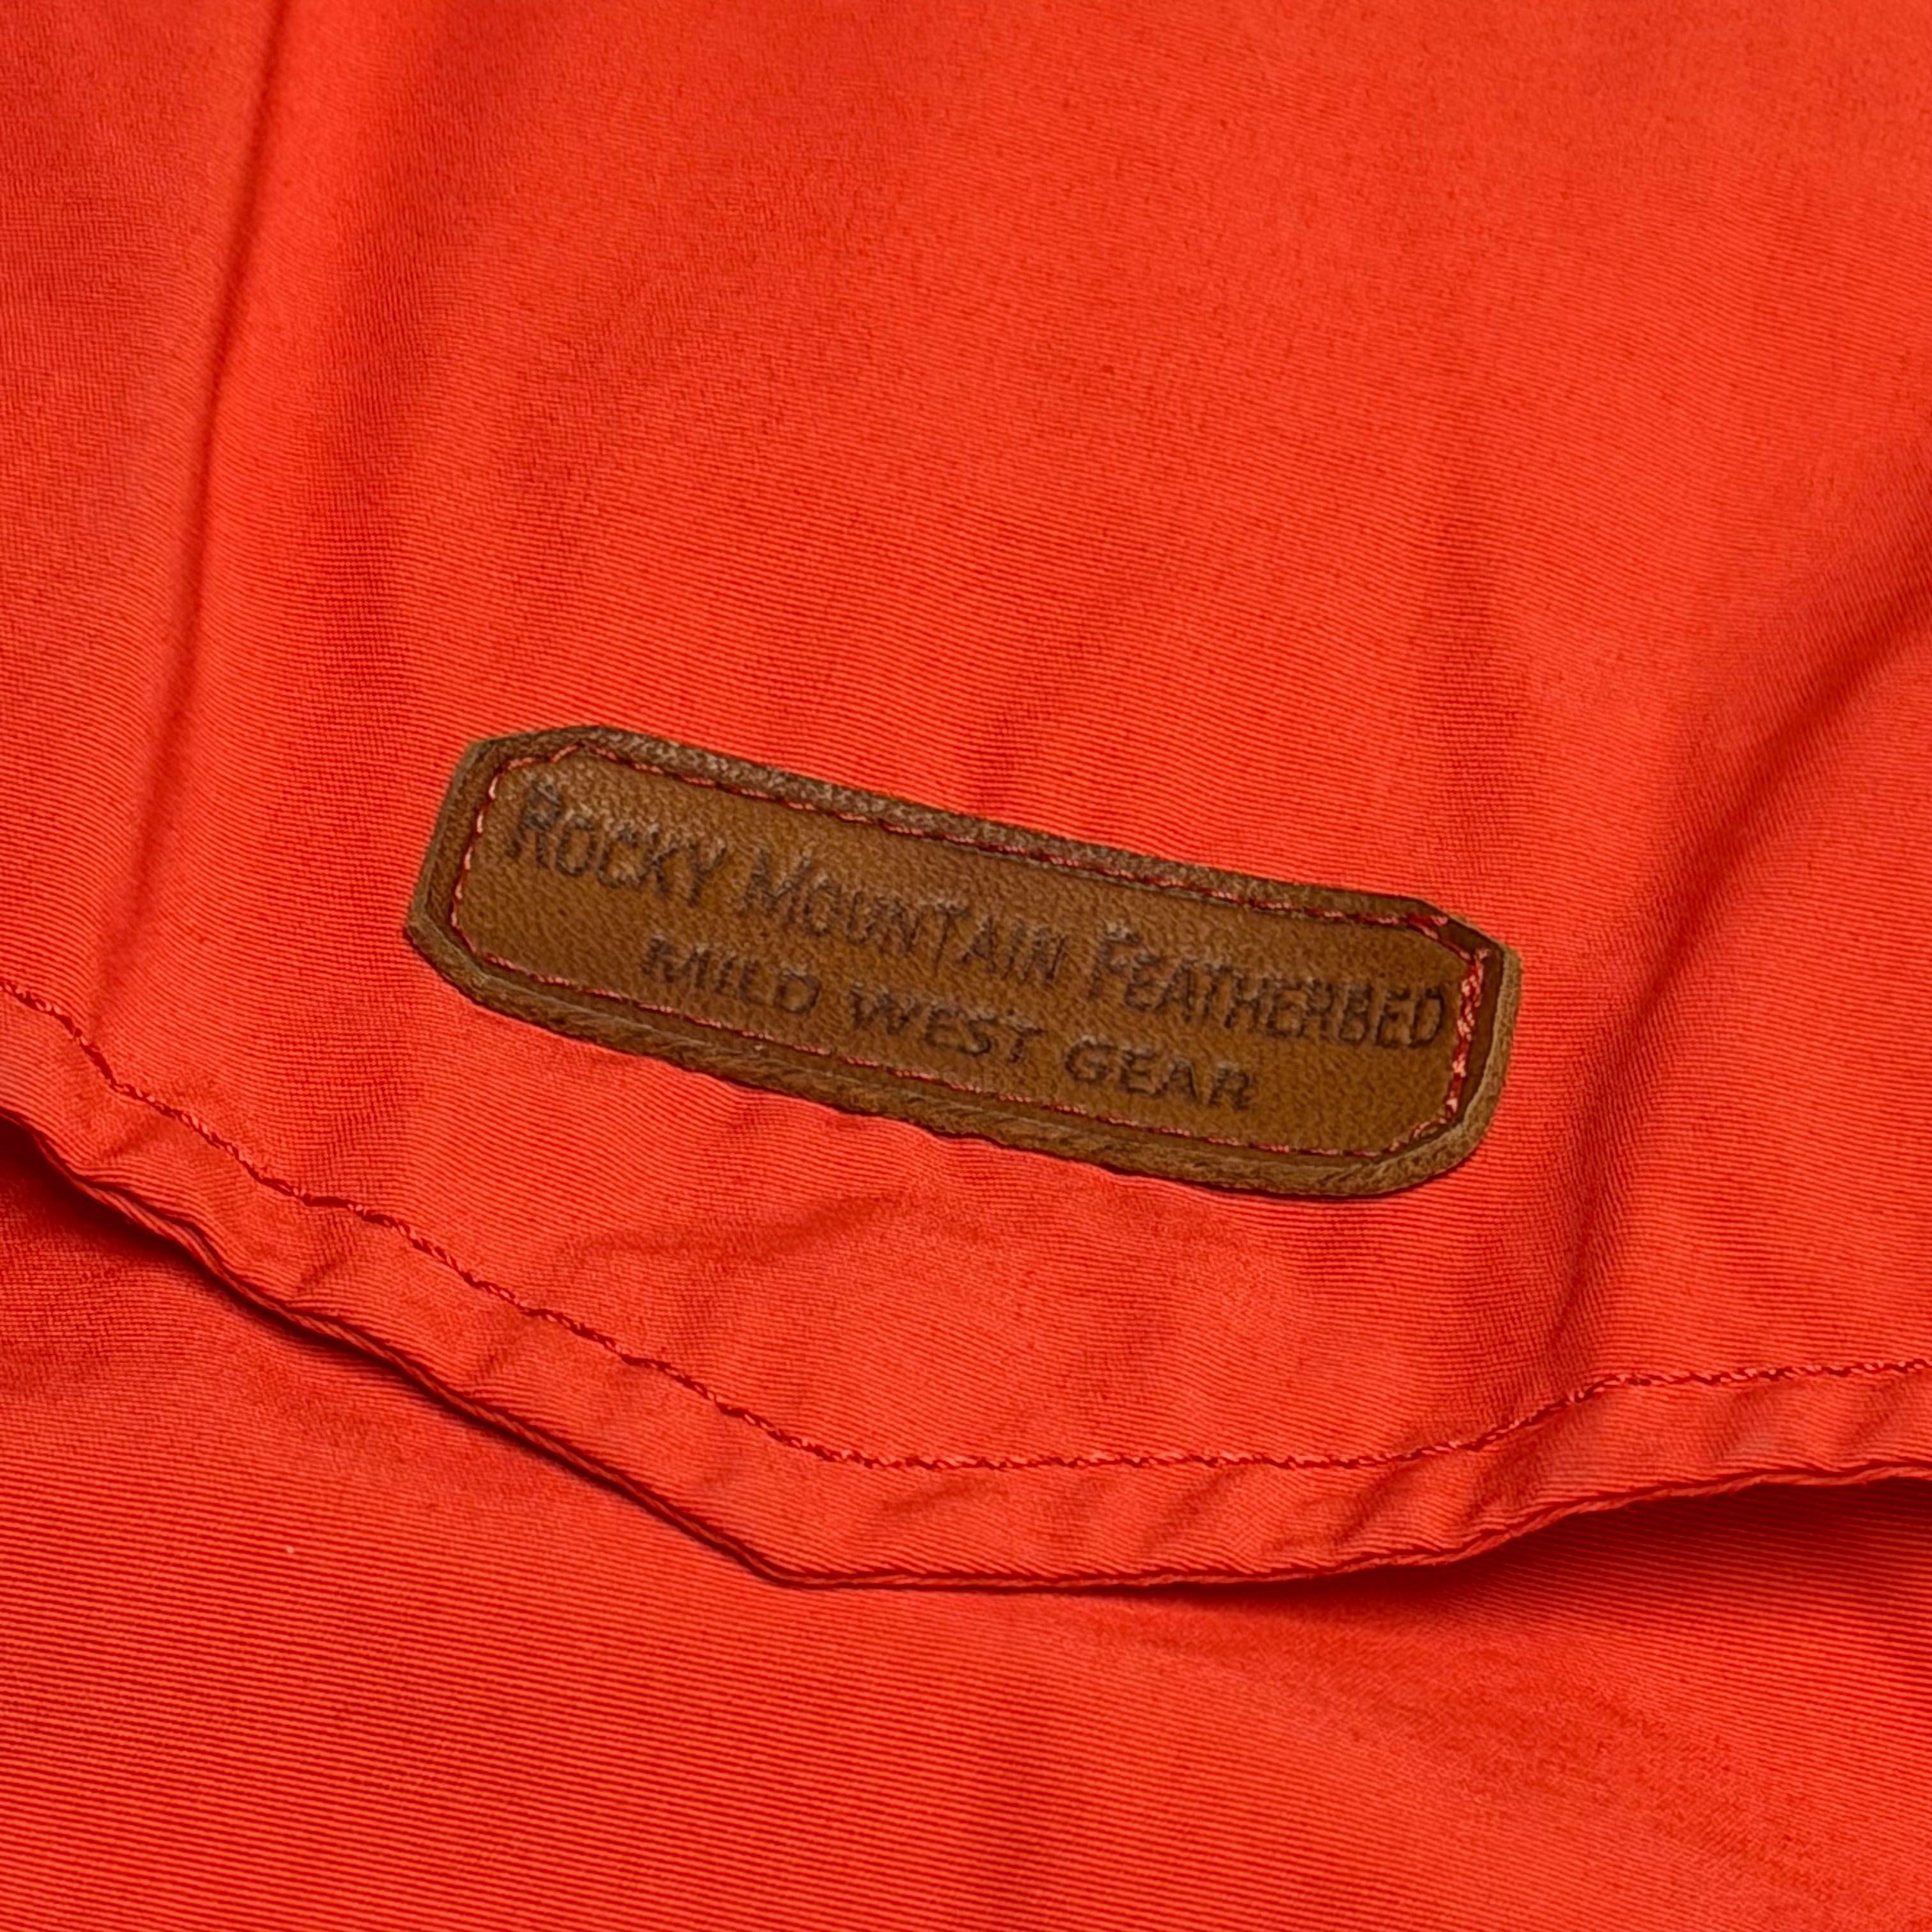 ROCKY MOUNTAIN FEATHERBED
MILD WEST GEAR